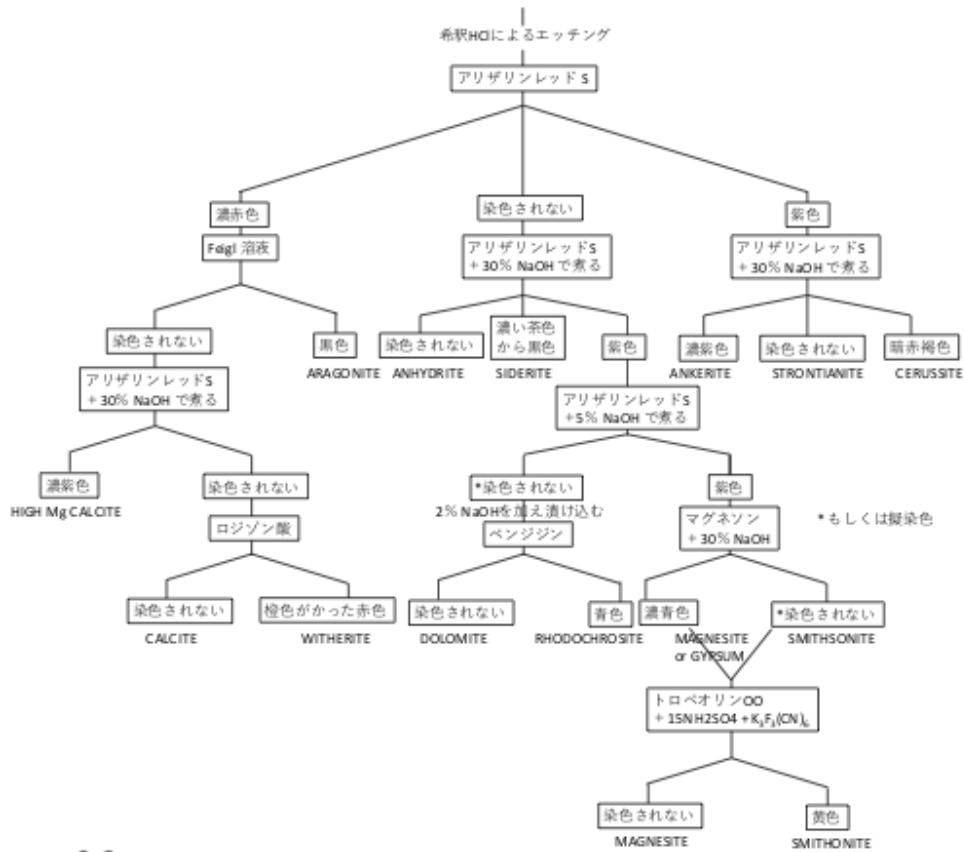 希釈HClによるエッチング
アリザリンレッド S
濃赤色
染色されない
紫色
Feigl 溶液
アリザリンレッドS
+ 30% NaOH で煮る
アリザリンレッドS
+ 30% NaOH で煮る
染色されない
黒色
ARAGONITE
染色されない
ANHYDRITE
濃い茶色
から黒色
SIDERITE
紫色
濃紫色
ANKERITE
染色されない
STRONTIANITE
暗赤褐色
CERUSSITE
アリザリンレッドS
+ 30% NaOH で煮る
アリザリンレッドS
+5% NaOH で煮る
濃紫色
HIGH Mg CALCITE
染色されない
*染色されない
2% NaOHを加え漬け込む
紫色
ロジゾン酸
ベンジジン
マグネソン
+ 30% NaOH
*もしくは擬染色
染色されない
CALCITE
橙色がかった赤色
WITHERITE
染色されない
DOLOMITE
青色
RHODOCHROSITE
濃青色
MAGNESITE
or GYPSUM
*染色されない
SMITHSONITE
トロペオリンOO
+ 15NH2SO4 + K₃F₃(CN)₆
染色されない
MAGNESITE
黄色
SMITHONITE